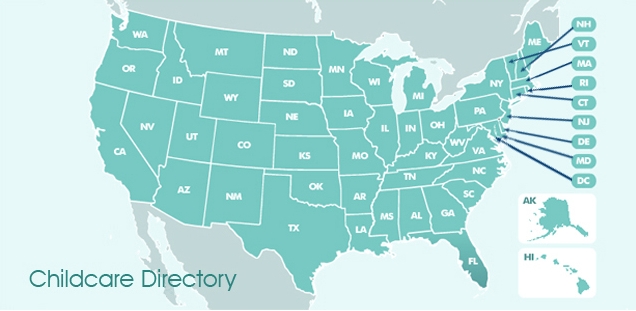 NH
ME
WA
VT
MT
ND
MA
MN
OR
RI
ID
SD
WI
NY
MI
WY
CT
PA
NE
IA
NJ
NV
OH
IL
IN
UT
DE
CO
WV
VA
CA
KS
MO
KY
MD
NC
TN
DC
AZ
OK
NM
AR
SC
AK
MS
AL
GA
TX
LA
HI
FL
Childcare Directory